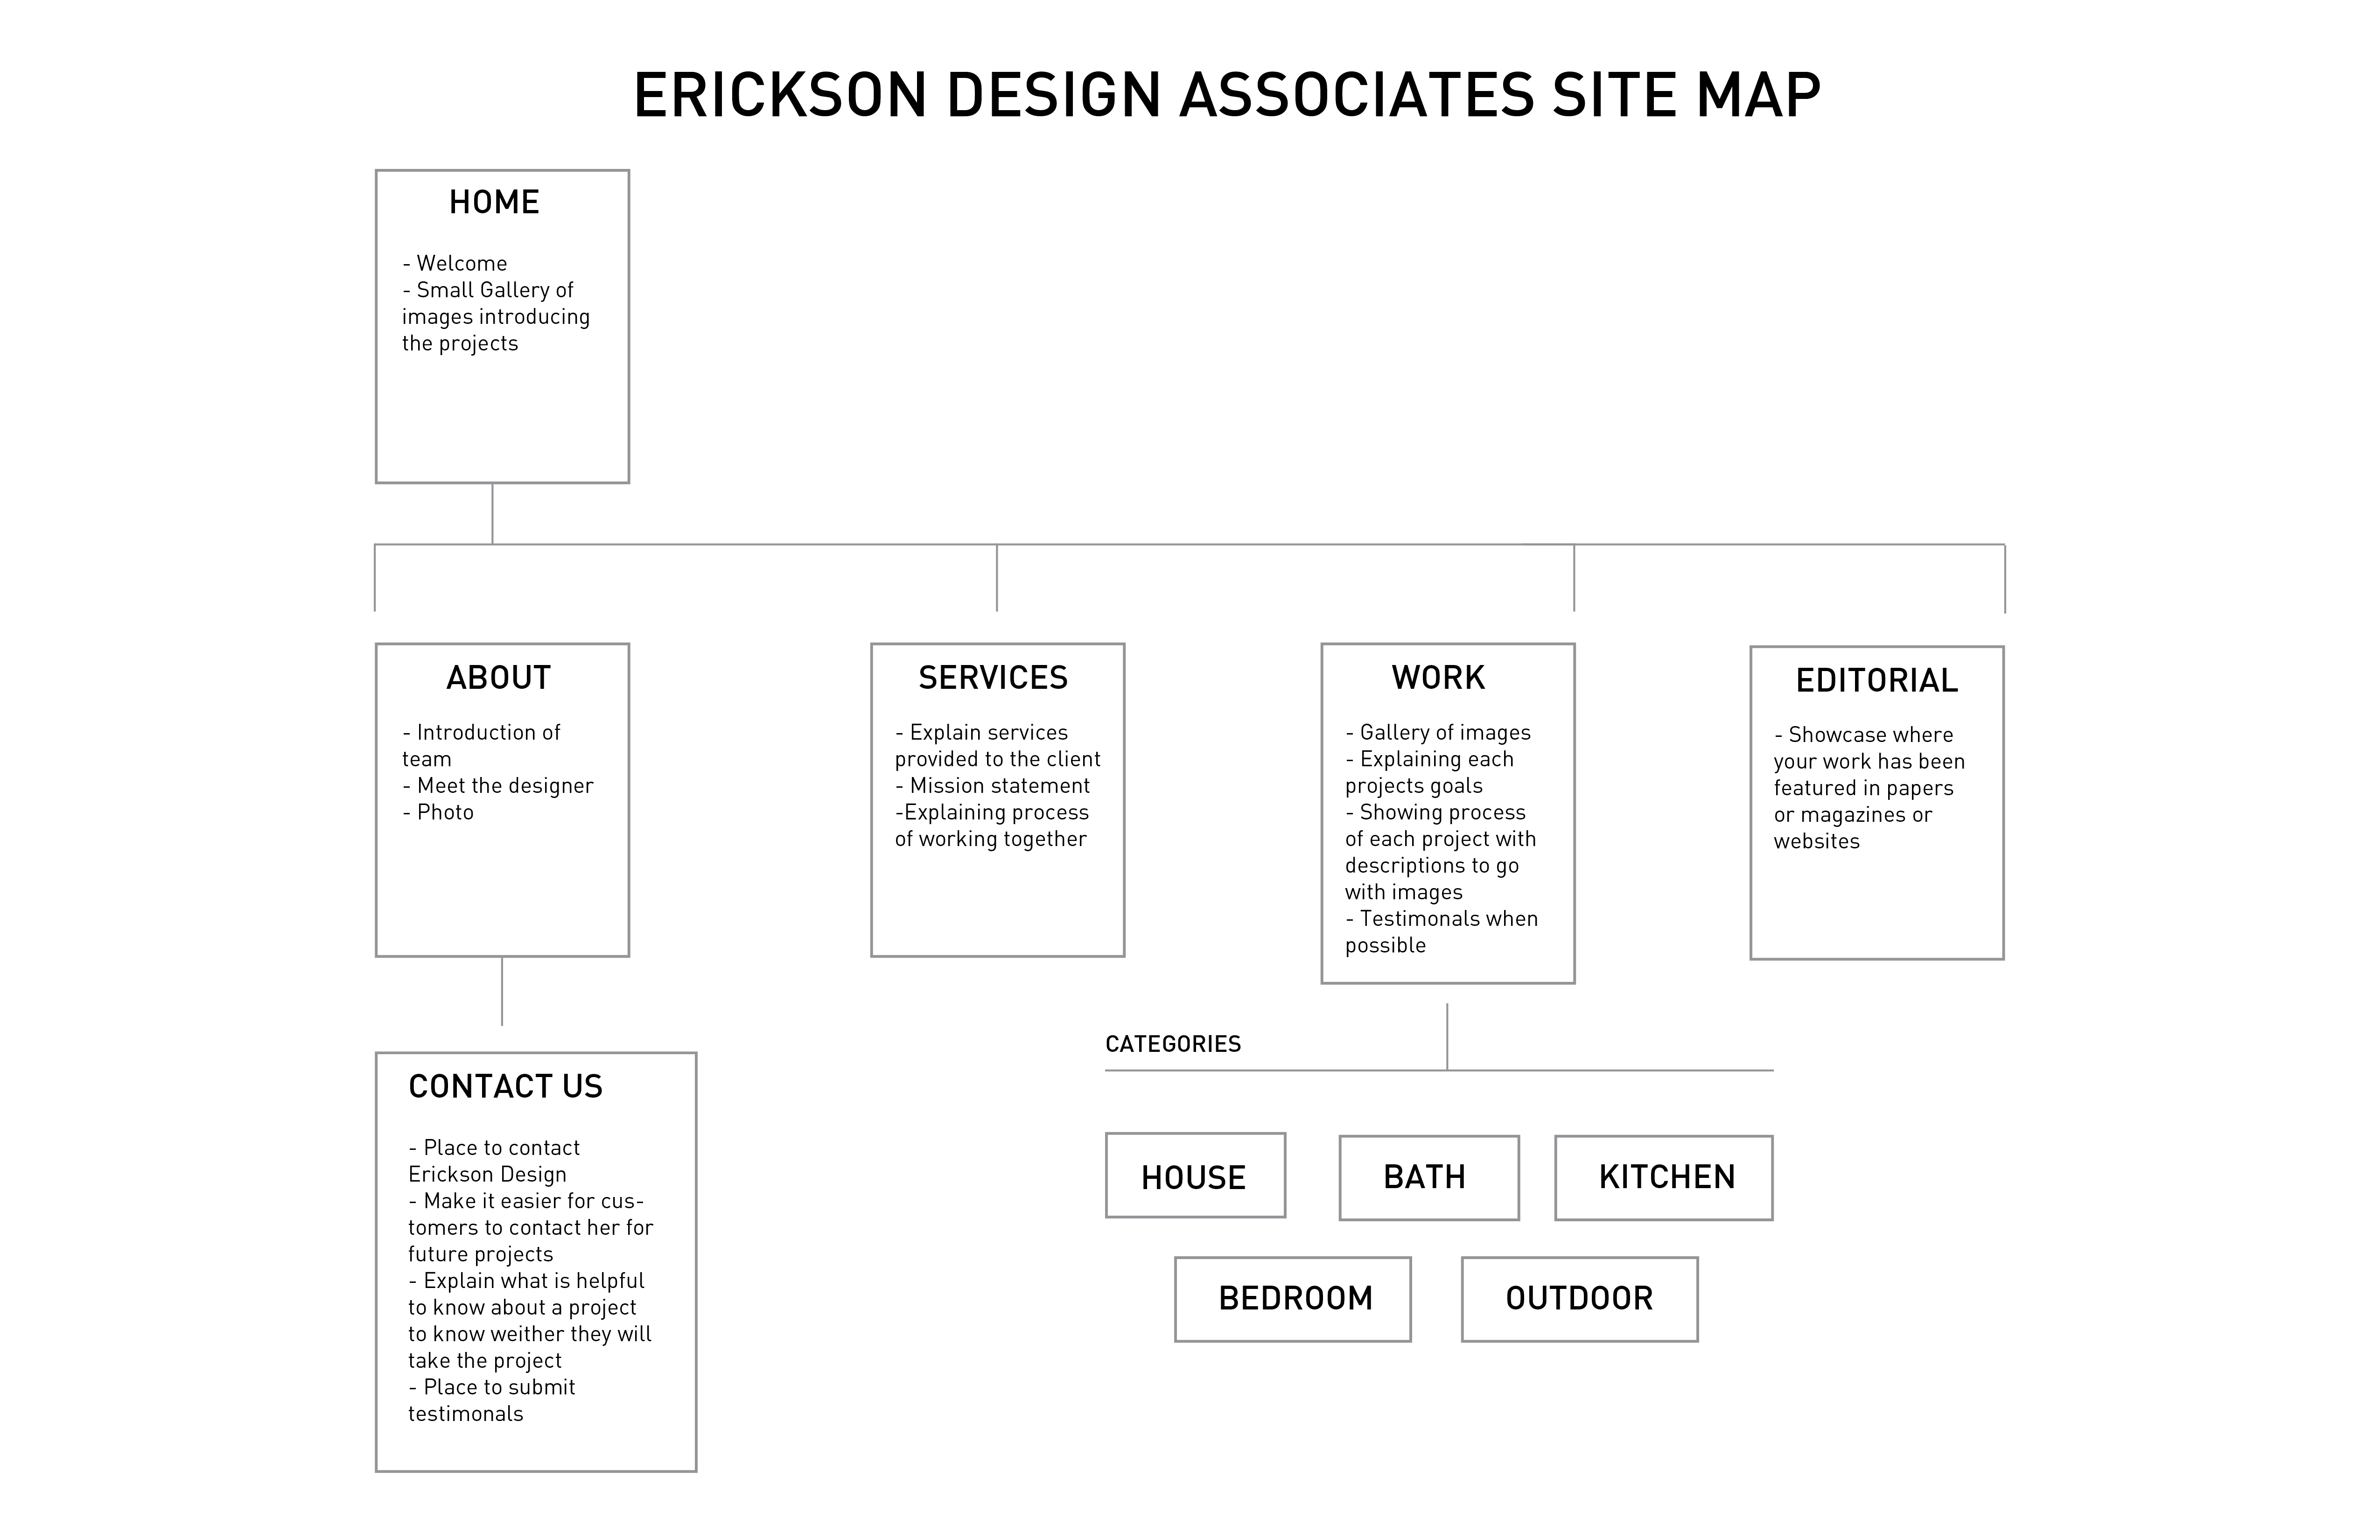 ERICKSON DESIGN ASSOCIATES SITE MAP
HOME
- Welcome
- Small Gallery of
images introducing
the projects
ABOUT
- Introduction of
team
- Meet the designer
- Photo
SERVICES
- Explain services
provided to the client
- Mission statement
-Explaining process
of working together
WORK
- Gallery of images
- Explaining each
projects goals
- Showing process
of each project with
descriptions to go
with images
- Testimonals when
possible
EDITORIAL
- Showcase where
your work has been
featured in papers
or magazines or
websites
CONTACT US
- Place to contact
Erickson Design
- Make it easier for cus-
tomers to contact her for
future projects
- Explain what is helpful
to know about a project
to know weither they will
take the project
- Place to submit
testimonals
CATEGORIES
HOUSE
BATH
KITCHEN
BEDROOM
OUTDOOR